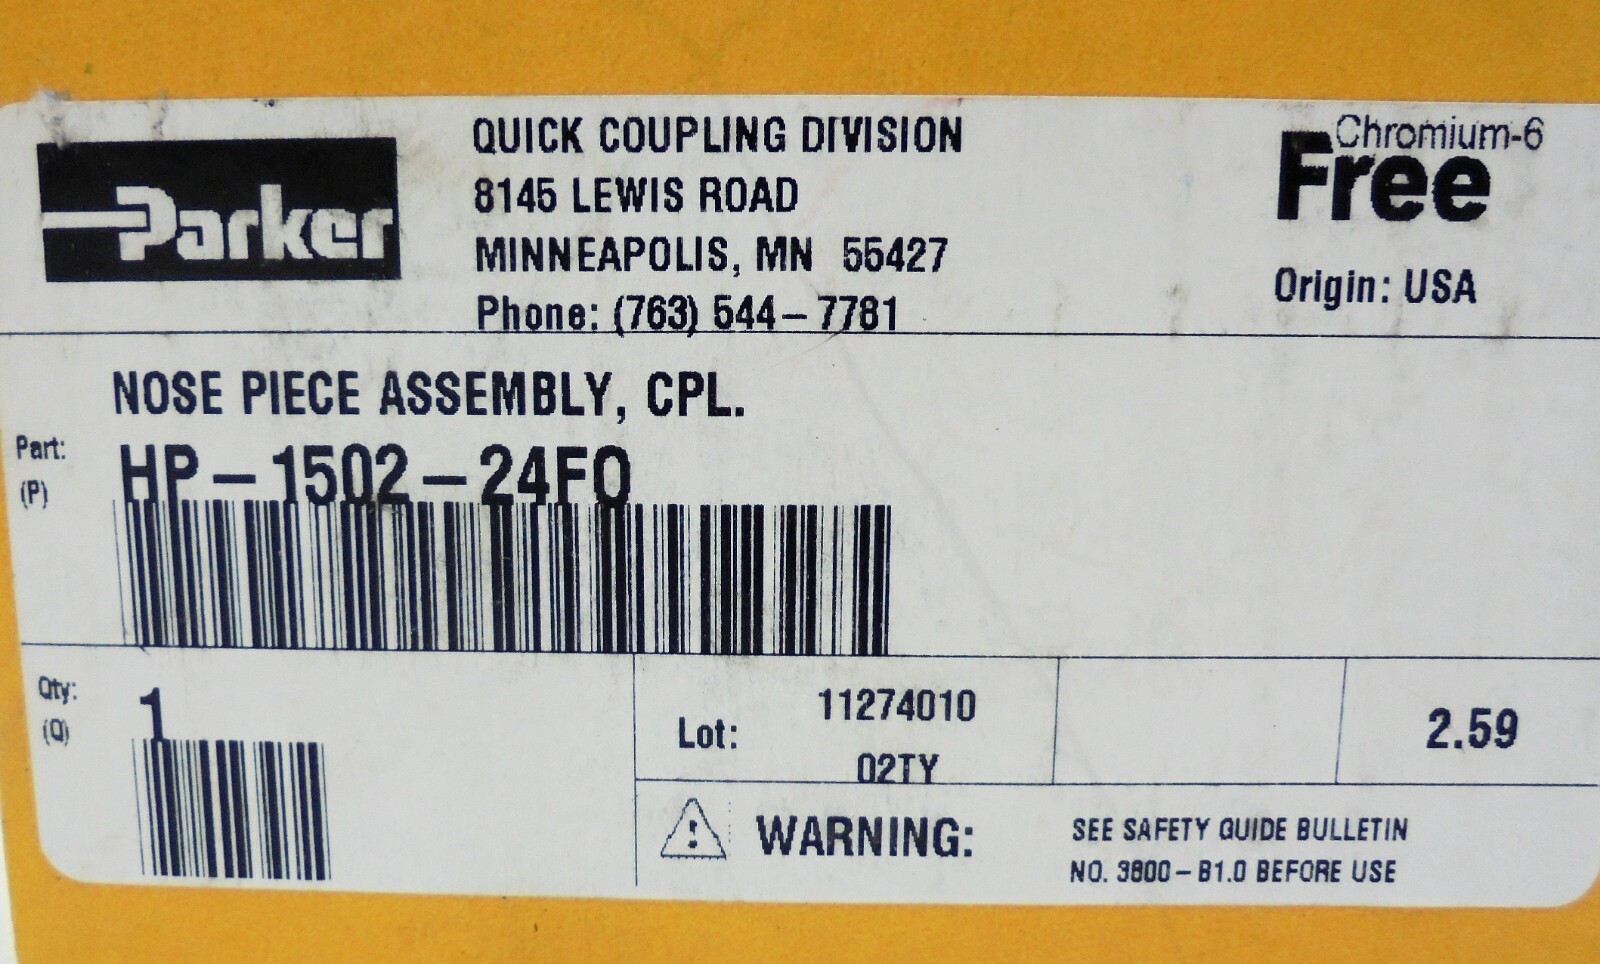 Parker
QUICK COUPLING DIVISION
8145 LEWIS ROAD
MINNEAPOLIS, MN 55427
Phone: (763) 544-7781
Chromium-6
Free
Origin: USA
NOSE PIECE ASSEMBLY, CPL.
Part:
(P)
HP-1502-24FO
Qty:
(Q)
1
Lot:
11274010
02TY
2.59
WARNING:
SEE SAFETY GUIDE BULLETIN
NO. 3800-B1.0 BEFORE USE